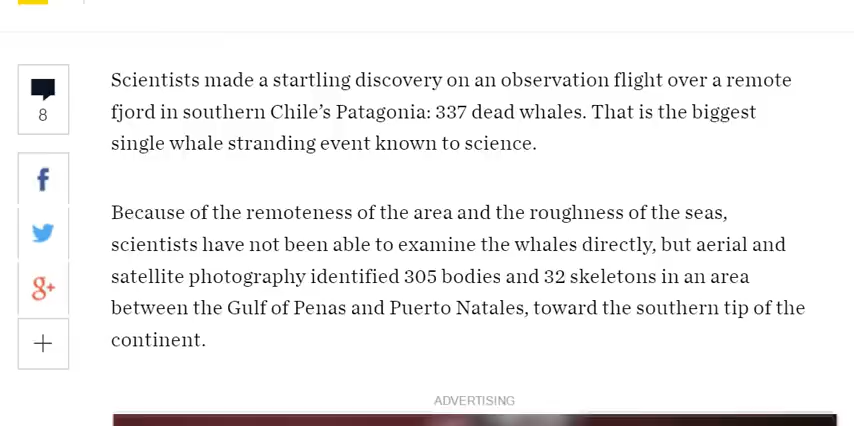 Scientists made a startling discovery on an observation flight over a remote
fjord in southern Chile’s Patagonia: 337 dead whales. That is the biggest
single whale stranding event known to science.
8
Because of the remoteness of the area and the roughness of the seas,
scientists have not been able to examine the whales directly, but aerial and
satellite photography identified 305 bodies and 32 skeletons in an area
between the Gulf of Penas and Puerto Natales, toward the southern tip of the
continent.
ADVERTISING